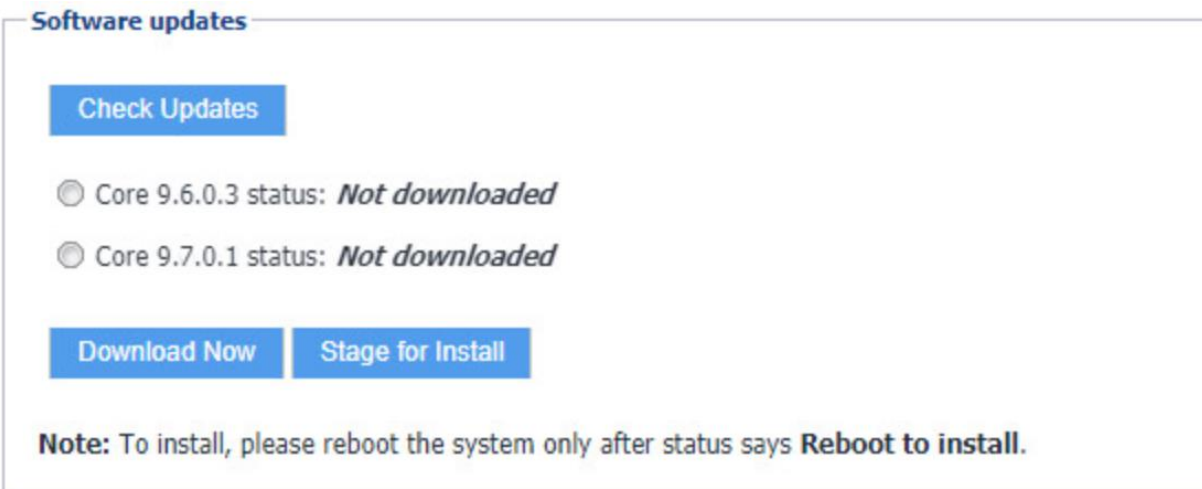 Software updates
Check Updates
Core 9.6.0.3 status: Not downloaded
Core 9.7.0.1 status: Not downloaded
Download Now Stage for Install
Note: To install, please reboot the system only after status says Reboot to install.